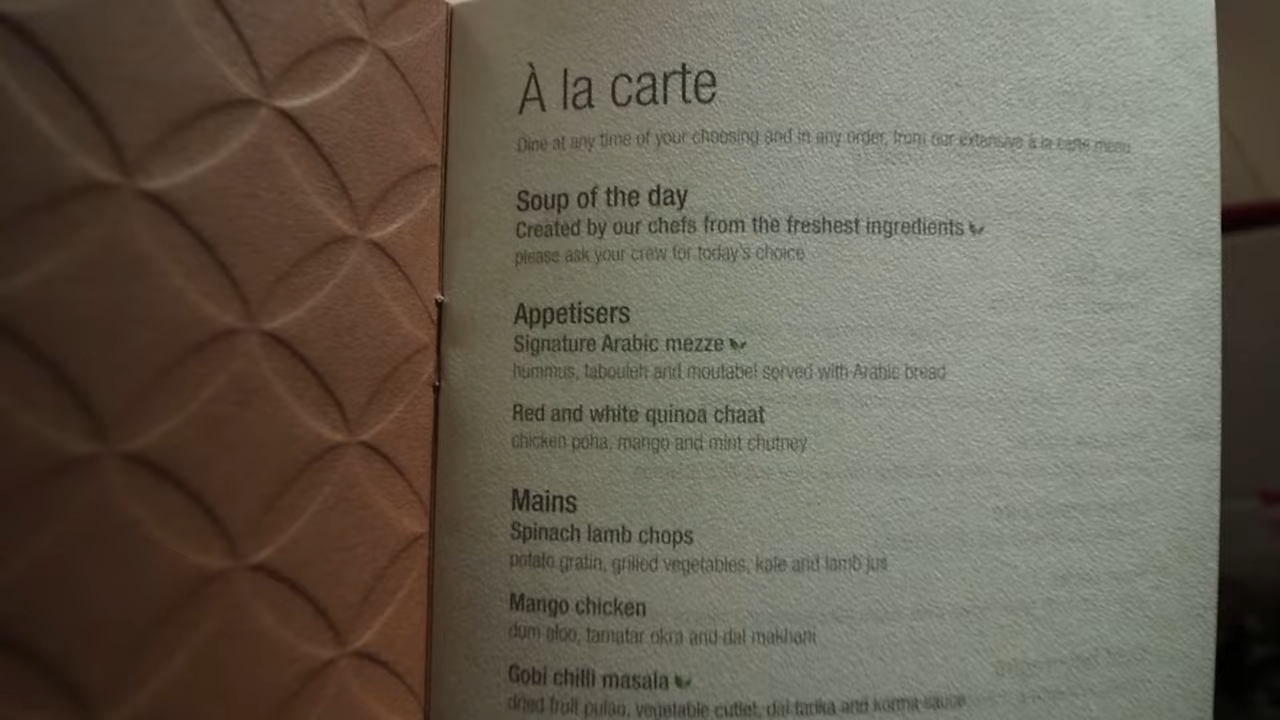 À la carte
Dine at any time of your choosing and in any order, from our extensive à la carte menu
Soup of the day
Created by our chefs from the freshest ingredients
please ask your crew for today's choice
Appetisers
Signature Arabic mezze
hummus, tabouleh and moutabel served with Arabic bread
Red and white quinoa chaat
chicken poha, mango and mint chutney
Mains
Spinach lamb chops
potato gratin, grilled vegetables, kale and lamb jus
Mango chicken
dum aloo, tamatar okra and dal makhani
Gobi chilli masala
dried fruit pulao, vegetable cutlet, dal tarka and korma sauce